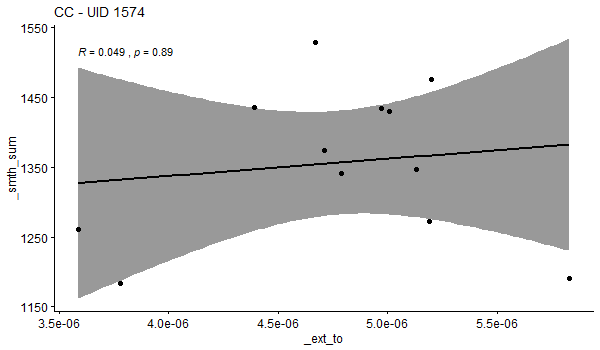 CC - UID 1574
R = 0.049 , p = 0.89
1550
1450
1350
1250
1150
_smth_sum
3.5e-06 4.0e-06 4.5e-06 5.0e-06 5.5e-06
_ext_to